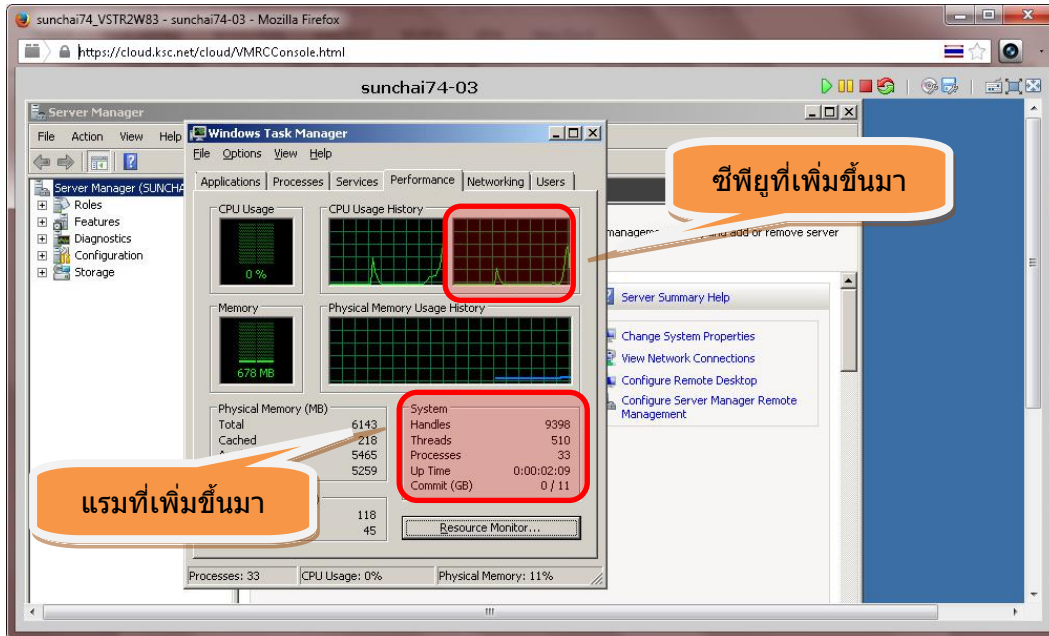 sunchai74_VSTR2W83 - sunchai74-03 - Mozilla Firefox
https://cloud.ksc.net/cloud/VMRCConsole.html
sunchai74-03
Server Manager
File Action View Help
Windows Task Manager
File Options View Help
Applications Processes Services Performance Networking Users
Server Manager (SUNCHA
Roles
Features
Diagnostics
Configuration
Storage
CPU Usage
CPU Usage History
0 %
Memory
Physical Memory Usage History
678 MB
Physical Memory (MB)
Total 6143
Cached 218
5465
5259
118
45
System
Handles 9398
Threads 510
Processes 33
Up Time 0:00:02:09
Commit (GB) 0 / 11
Resource Monitor...
Processes: 33 CPU Usage: 0% Physical Memory: 11%
ซีพียูที่เพิ่มขึ้นมา
แรมที่เพิ่มขึ้นมา
and add or remove server
Server Summary Help
Change System Properties
View Network Connections
Configure Remote Desktop
Configure Server Manager Remote
Management